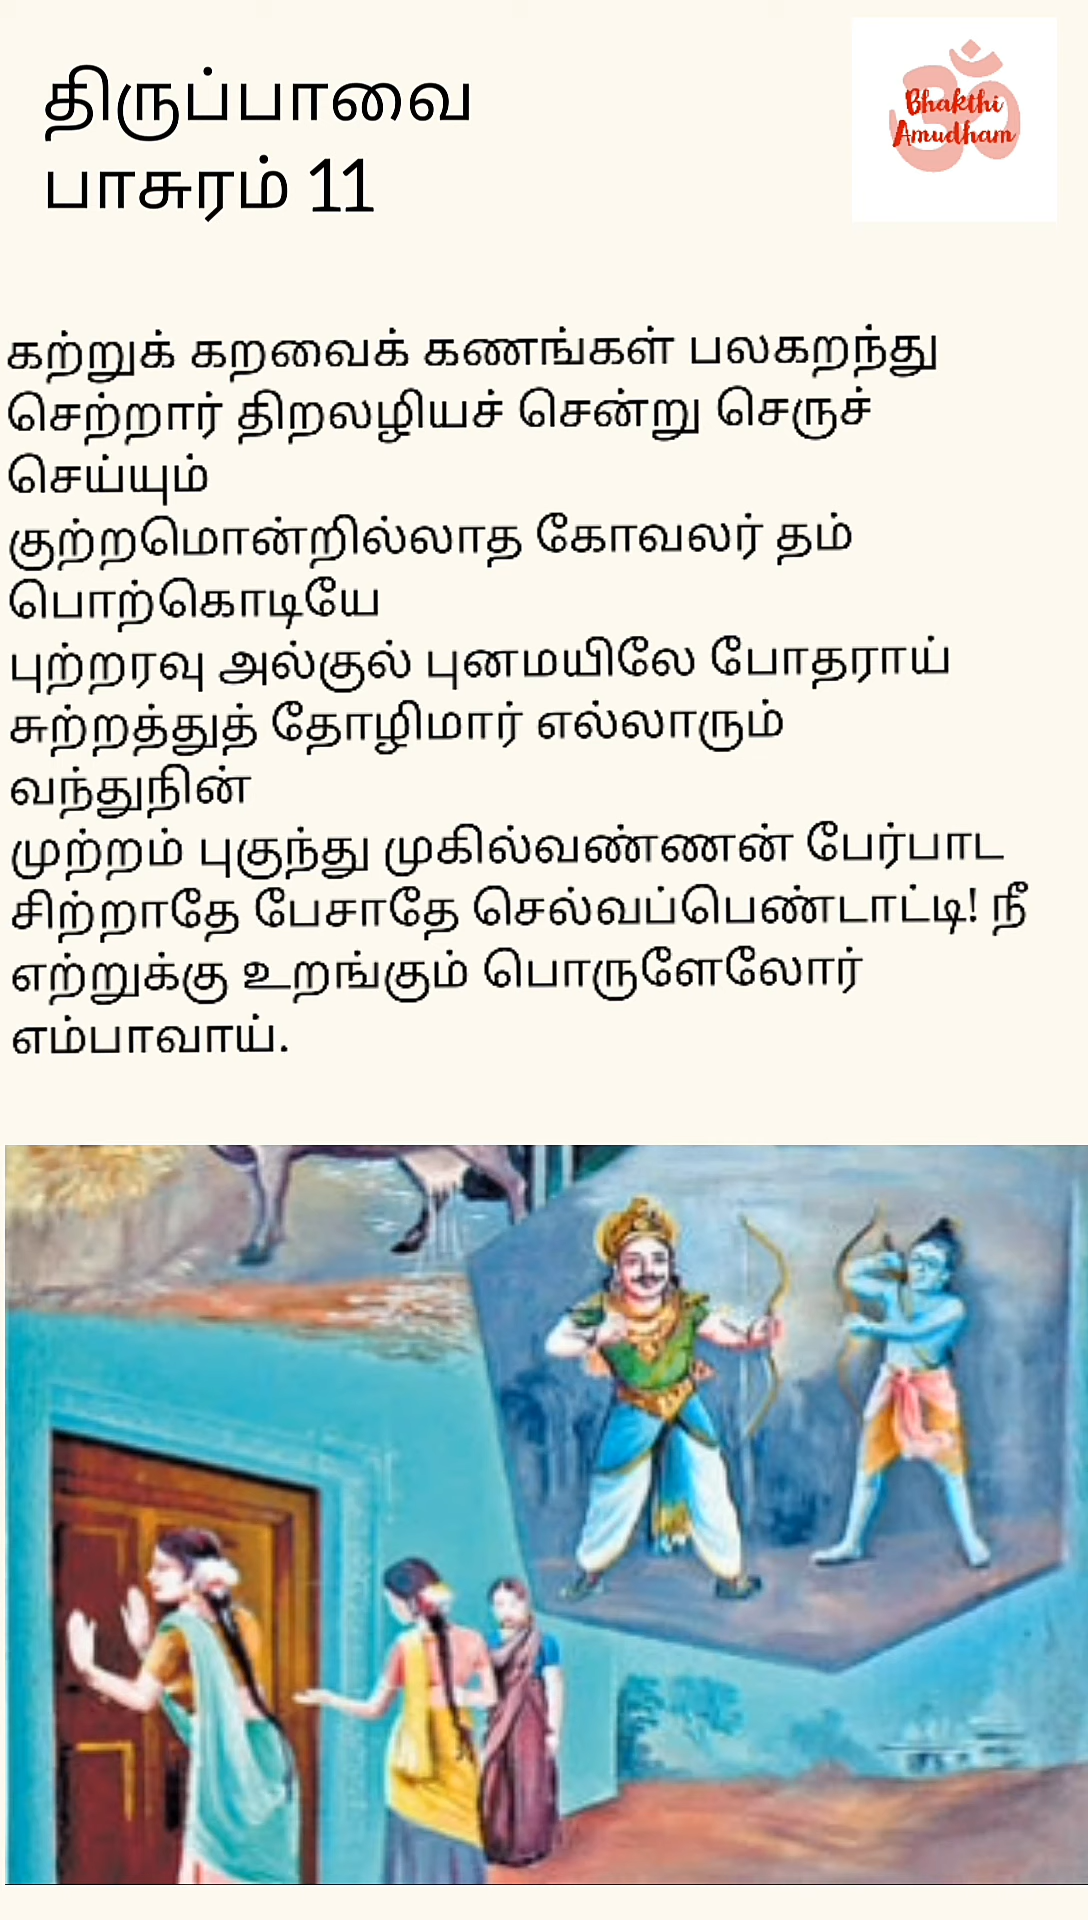 திருப்பாவை
பாசுரம் 11
Bhakthi
Amudham
கற்றுக் கறவைக் கணங்கள் பலகறந்து
செற்றார் திறலழியச் சென்று செருச்
செய்யும்
குற்றமொன்றில்லாத கோவலர் தம்
பொற்கொடியே
புற்றரவு அல்குல் புனமயிலே போதராய்
சுற்றத்துத் தோழிமார் எல்லாரும்
வந்துநின்
முற்றம் புகுந்து முகில்வண்ணன் பேர்பாட
சிற்றாதே பேசாதே செல்வப்பெண்டாட்டி! நீ
எற்றுக்கு உறங்கும் பொருளேலோர்
எம்பாவாய்.